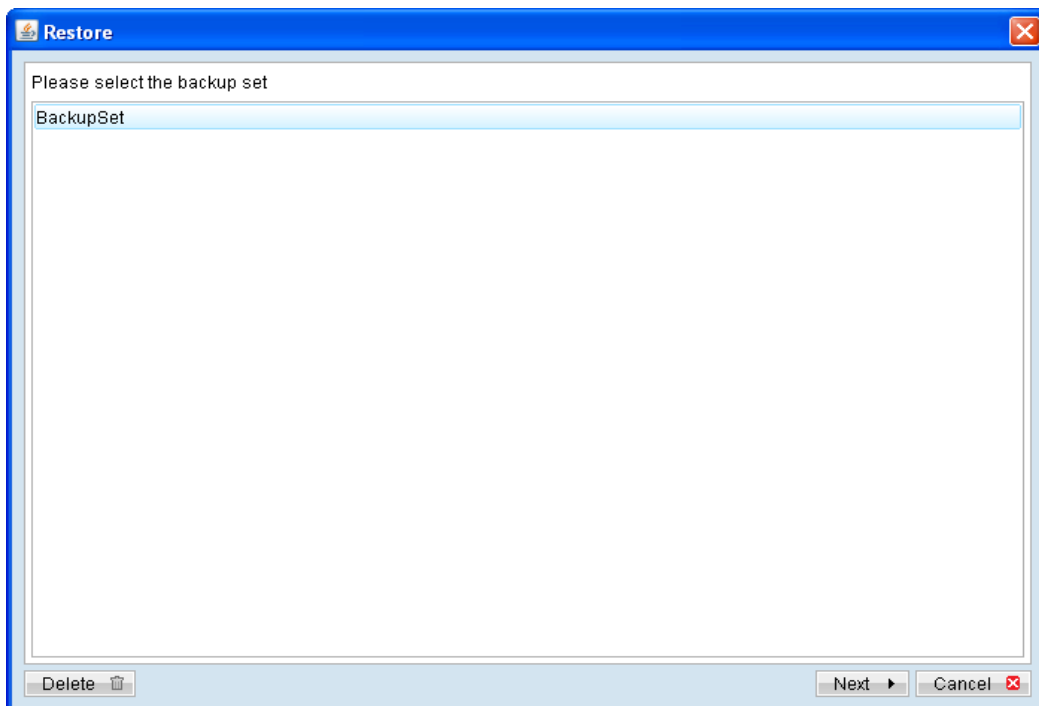 Restore
Please select the backup set
BackupSet
Delete
Next
Cancel